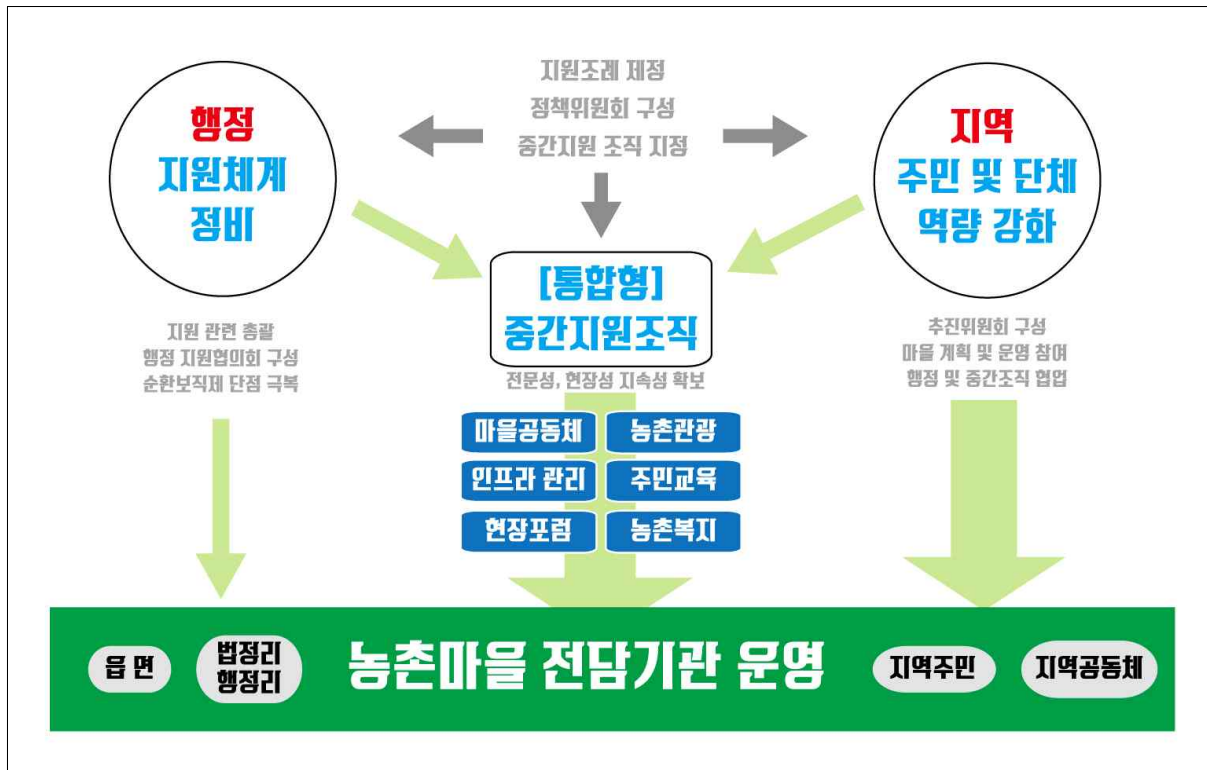 지원조례 제정
정책위원회 구성
중간지원 조직 지정
행정
지원체계
정비
지역
주민 및 단체
역량 강화
[통합형]
중간지원조직
전문성, 현장성 지속성 확보
지원 관련 총괄
행정 지원협의회 구성
순환보직제 단점 극복
추진위원회 구성
마을 계획 및 운영 참여
행정 및 중간조직 협업
마을공동체
농촌관광
인프라 관리
주민교육
현장포럼
농촌복지
읍 면
법정리
행정리
농촌마을 전담기관 운영
지역주민
지역공동체